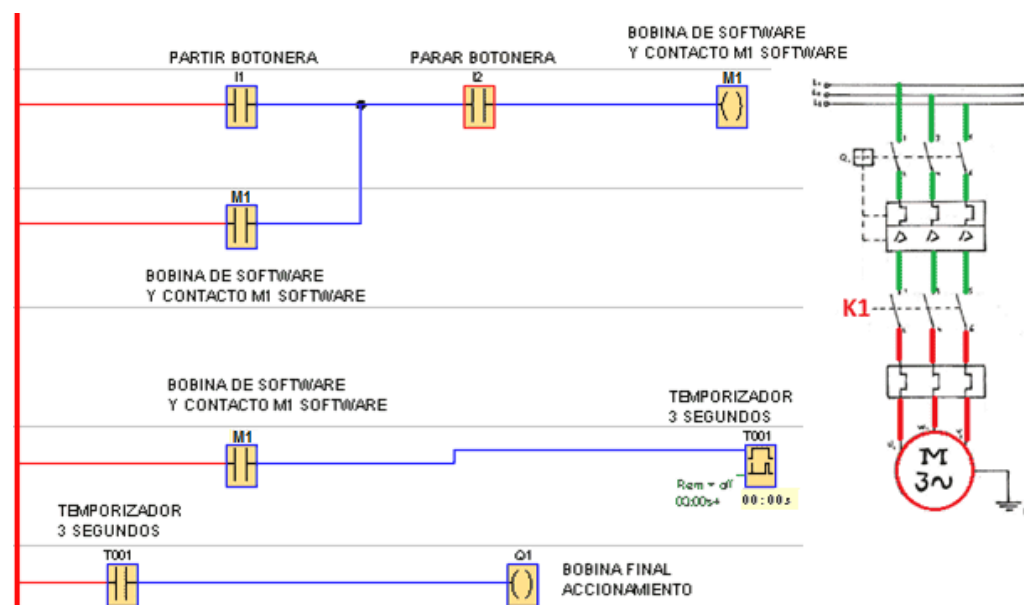 BOBINA DE SOFTWARE
Y CONTACTO M1 SOFTWARE
PARTIR BOTONERA
PARAR BOTONERA
I1
I2
M1
M1
BOBINA DE SOFTWARE
Y CONTACTO M1 SOFTWARE
K1
BOBINA DE SOFTWARE
Y CONTACTO M1 SOFTWARE
TEMPORIZADOR
3 SEGUNDOS
M1
T001
Rem = off
00:00s+
00:00s
M
3~
TEMPORIZADOR
3 SEGUNDOS
T001
Q1
BOBINA FINAL
ACCIONAMIENTO